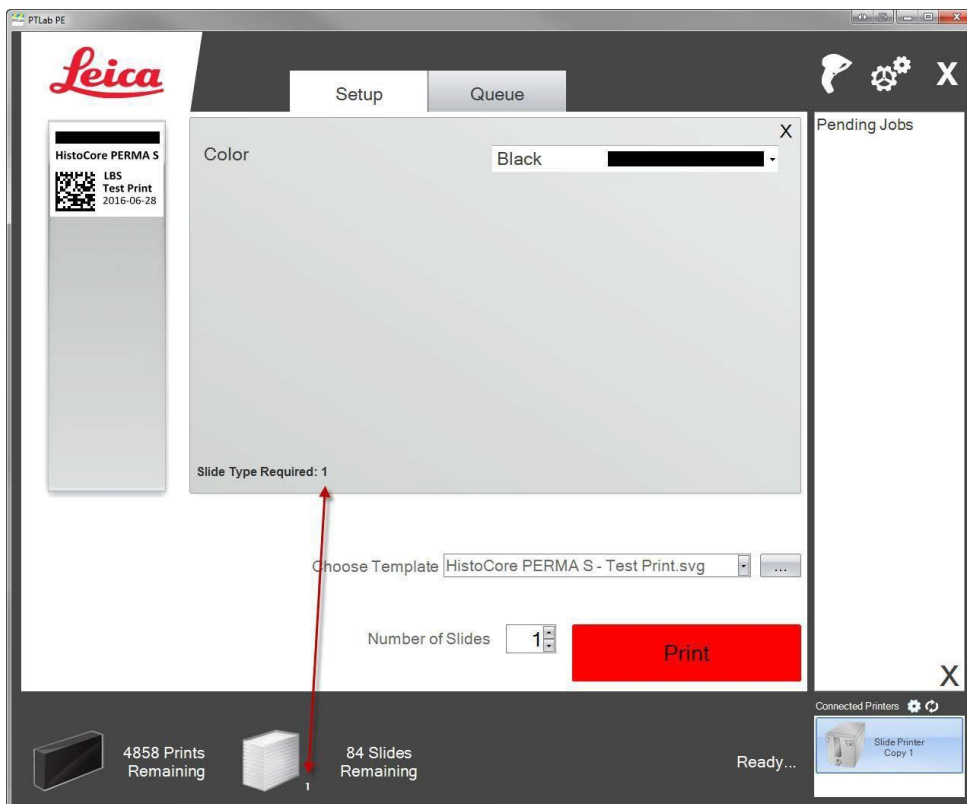 PTLab PE
Leica
Setup
Queue
Pending Jobs
X
X
HistoCore PERMA S
LBS
Test Print
2016-06-28
Color
Black
Slide Type Required: 1
Choose Template
HistoCore PERMA S - Test Print.svg
...
Number of Slides
1
Print
X
Connected Printers
Slide Printer
Copy 1
4858 Prints
Remaining
1
84 Slides
Remaining
Ready...